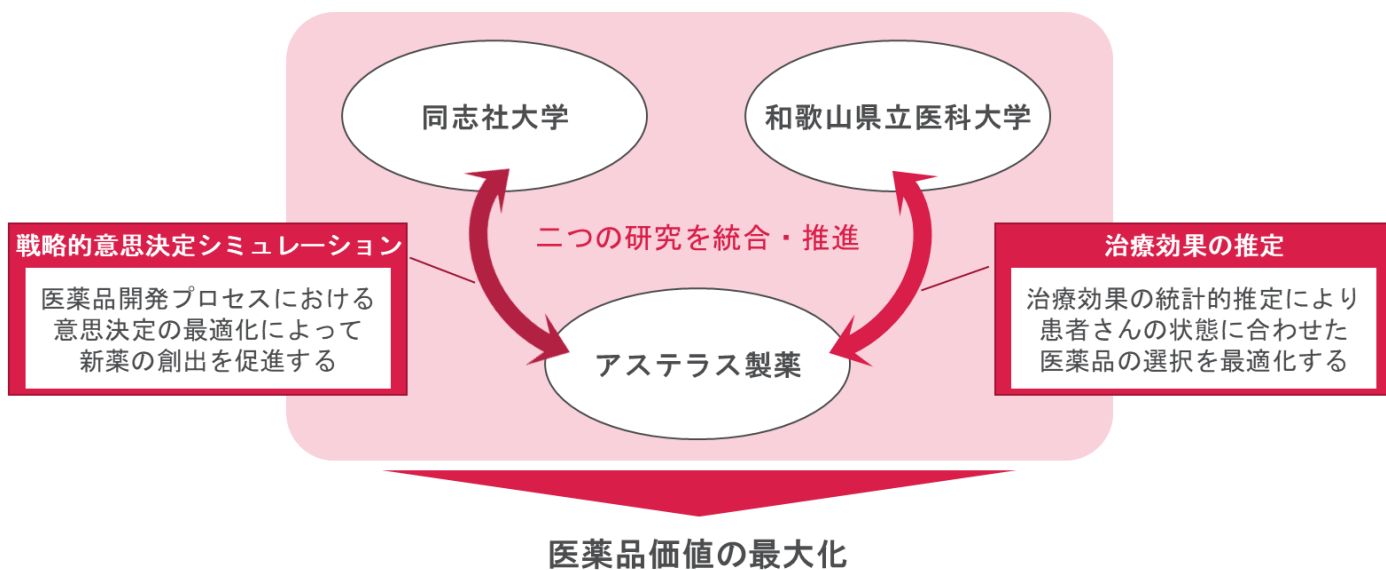 同志社大学
和歌山県立医科大学
二つの研究を統合・推進
戦略的意思決定シミュレーション
医薬品開発プロセスにおける
意思決定の最適化によって
新薬の創出を促進する
治療効果の推定
治療効果の統計的推定により
患者さんの状態に合わせた
医薬品の選択を最適化する
アステラス製薬
医薬品価値の最大化